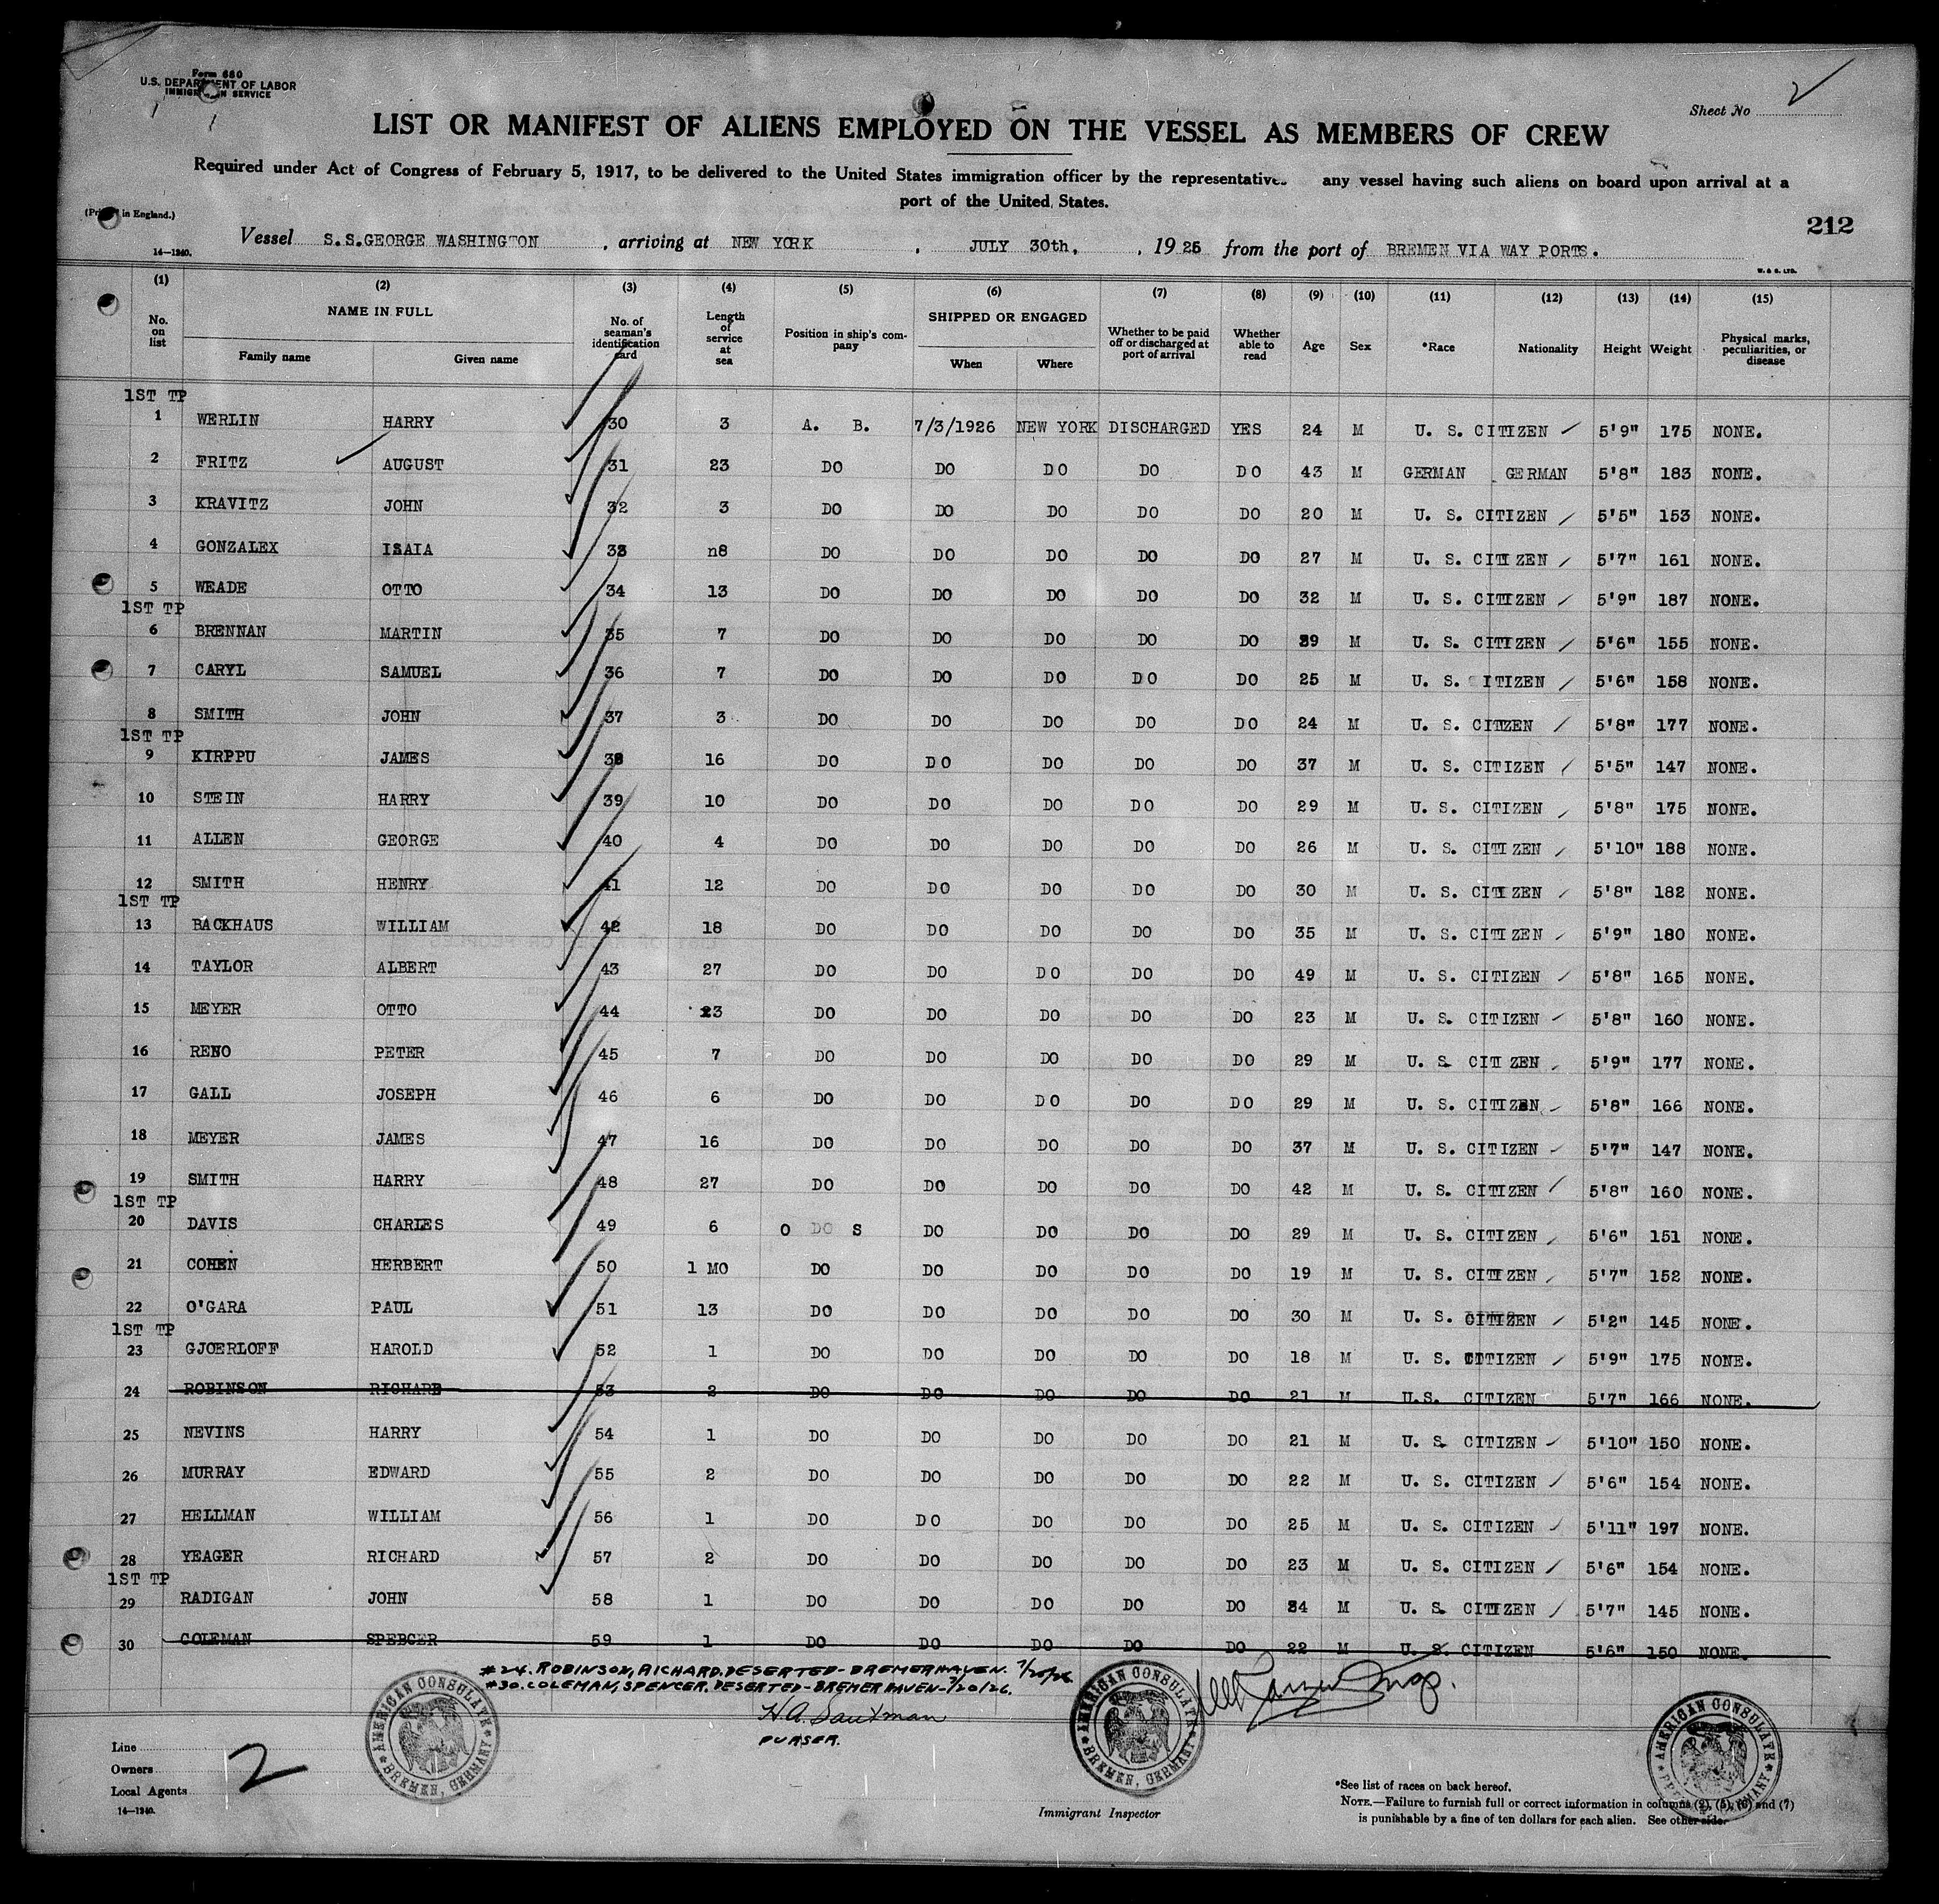 Form 680
U.S. DEPARTMENT OF LABOR
IMMIGRATION SERVICE
Sheet No 2
LIST OR MANIFEST OF ALIENS EMPLOYED ON THE VESSEL AS MEMBERS OF CREW
Required under Act of Congress of February 5, 1917, to be delivered to the United States immigration officer by the representative any vessel having such aliens on board upon arrival at a
port of the United States.
in England.)
212
Vessel S.S.GEORGE WASHINGTON , arriving at NEW YORK , JULY 30th, , 19 26 from the port of BREMEN VIA WAY PORTS.
14—1240.
W. & S. LTD.
(1) (2) (3) (4) (5) (6) (7) (8) (9) (10) (11) (12) (13) (14) (15)
No. on list NAME IN FULL Family name Given name No. of seaman's identification card Length of service at sea Position in ship's company SHIPPED OR ENGAGED When Where Whether to be paid off or discharged at port of arrival Whether able to read Age Sex *Race Nationality Height Weight Physical marks, peculiarities, or disease
1ST TP
1 WERLIN HARRY 30 3 A. B. 7/3/1926 NEW YORK DISCHARGED YES 24 M U. S. CITIZEN 5'9" 175 NONE.
2 FRITZ AUGUST 31 23 DO DO DO DO DO 43 M GERMAN GERMAN 5'8" 183 NONE.
3 KRAVITZ JOHN 32 3 DO DO DO DO DO 20 M U. S. CITIZEN 5'5" 153 NONE.
4 GONZALEX ISAIA 33 n8 DO DO DO DO DO 27 M U. S. CITIZEN 5'7" 161 NONE.
5 WEADE OTTO 34 13 DO DO DO DO DO 32 M U. S. CITIZEN 5'9" 187 NONE.
1ST TP
6 BRENNAN MARTIN 35 7 DO DO DO DO DO 39 M U. S. CITIZEN 5'6" 155 NONE.
7 CARYL SAMUEL 36 7 DO DO DO DO DO 25 M U. S. CITIZEN 5'6" 158 NONE.
8 SMITH JOHN 37 3 DO DO DO DO DO 24 M U. S. CITIZEN 5'8" 177 NONE.
1ST TP
9 KIRPPU JAMES 38 16 DO DO DO DO DO 37 M U. S. CITIZEN 5'5" 147 NONE.
10 STEIN HARRY 39 10 DO DO DO DO DO 29 M U. S. CITIZEN 5'8" 175 NONE.
11 ALLEN GEORGE 40 4 DO DO DO DO DO 26 M U. S. CITIZEN 5'10" 188 NONE.
12 SMITH HENRY 41 12 DO DO DO DO DO 30 M U. S. CITIZEN 5'8" 182 NONE.
1ST TP
13 BACKHAUS WILLIAM 42 18 DO DO DO DO DO 35 M U. S. CITIZEN 5'9" 180 NONE.
14 TAYLOR ALBERT 43 27 DO DO DO DO DO 49 M U. S. CITIZEN 5'8" 165 NONE.
15 MEYER OTTO 44 23 DO DO DO DO DO 23 M U. S. CITIZEN 5'8" 160 NONE.
16 RENO PETER 45 7 DO DO DO DO DO 29 M U. S. CITIZEN 5'9" 177 NONE.
17 GALL JOSEPH 46 6 DO DO DO DO DO 29 M U. S. CITIZEN 5'8" 166 NONE.
18 MEYER JAMES 47 16 DO DO DO DO DO 37 M U. S. CITIZEN 5'7" 147 NONE.
19 SMITH HARRY 48 27 DO DO DO DO DO 42 M U. S. CITIZEN 5'8" 160 NONE.
1ST TP
20 DAVIS CHARLES 49 6 O DO S DO DO DO DO 29 M U. S. CITIZEN 5'6" 151 NONE.
21 COHEN HERBERT 50 1 MO DO DO DO DO DO 19 M U. S. CITIZEN 5'7" 152 NONE.
22 O'GARA PAUL 51 13 DO DO DO DO DO 30 M U. S. CITIZEN 5'2" 145 NONE.
1ST TP
23 GJOERLOFF HAROLD 52 1 DO DO DO DO DO 18 M U. S. CITIZEN 5'9" 175 NONE.
24 ROBINSON RICHARD 53 2 DO DO DO DO DO 21 M U.S. CITIZEN 5'7" 166 NONE.
25 NEVINS HARRY 54 1 DO DO DO DO DO 21 M U. S. CITIZEN 5'10" 150 NONE.
26 MURRAY EDWARD 55 2 DO DO DO DO DO 22 M U. S. CITIZEN 5'6" 154 NONE.
27 HELLMAN WILLIAM 56 1 DO DO DO DO DO 25 M U. S. CITIZEN 5'11" 197 NONE.
28 YEAGER RICHARD 57 2 DO DO DO DO DO 23 M U. S. CITIZEN 5'6" 154 NONE.
1ST TP
29 RADIGAN JOHN 58 1 DO DO DO DO DO 24 M U. S. CITIZEN 5'7" 145 NONE.
30 COLEMAN SPEBCER 59 1 DO DO DO DO DO 22 M U. S. CITIZEN 5'6" 150 NONE.
#24. ROBINSON, RICHARD. DESERTED - BREMERHAVEN. 7/20/26
#30. COLEMAN, SPENCER. DESERTED - BREMERHAVEN - 7/20/26.
H.A. Sautman
PURSER.
AMERICAN CONSULATE BREMEN, GERMANY
AMERICAN CONSULATE BREMEN, GERMANY
AMERICAN CONSULATE GERMANY
Line
Owners
Local Agents
2
14—1240.
Immigrant Inspector
*See list of races on back hereof.
NOTE.—Failure to furnish full or correct information in columns (2), (5), (6) and (7)
is punishable by a fine of ten dollars for each alien. See other side.